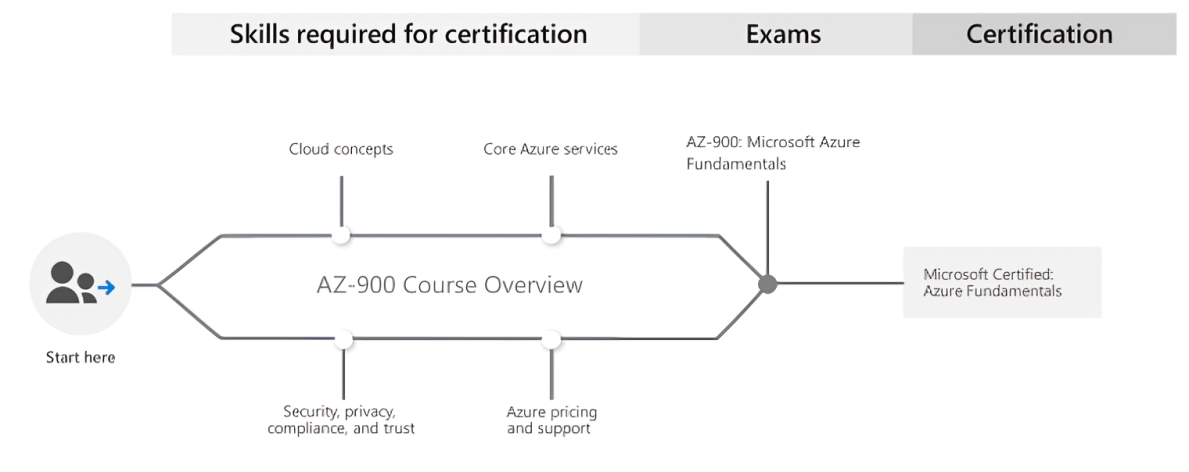 Skills required for certification
Exams
Certification
Cloud concepts
Core Azure services
AZ-900: Microsoft Azure
Fundamentals
AZ-900 Course Overview
Microsoft Certified:
Azure Fundamentals
Start here
Security, privacy,
compliance, and trust
Azure pricing
and support